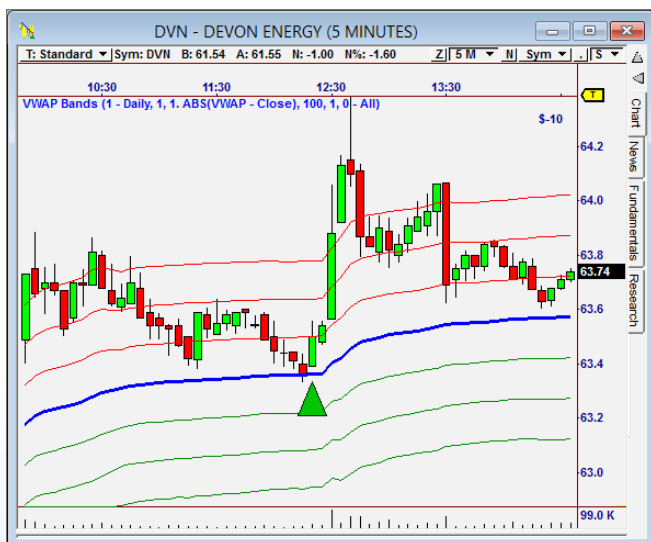 DVN - DEVON ENERGY (5 MINUTES)
T: Standard Sym: DVN B: 61.54 A: 61.55 N: -1.00 N%: -1.60 Z 5 M N Sym . S
10:30 11:30 12:30 13:30
T
VWAP Bands (1 - Daily, 1, 1. ABS(VWAP - Close), 100, 1, 0 - All)
$-10
64.2
64.0
63.8
63.74
63.6
63.4
63.2
63.0
99.0 K
Chart
News
Fundamentals
Research